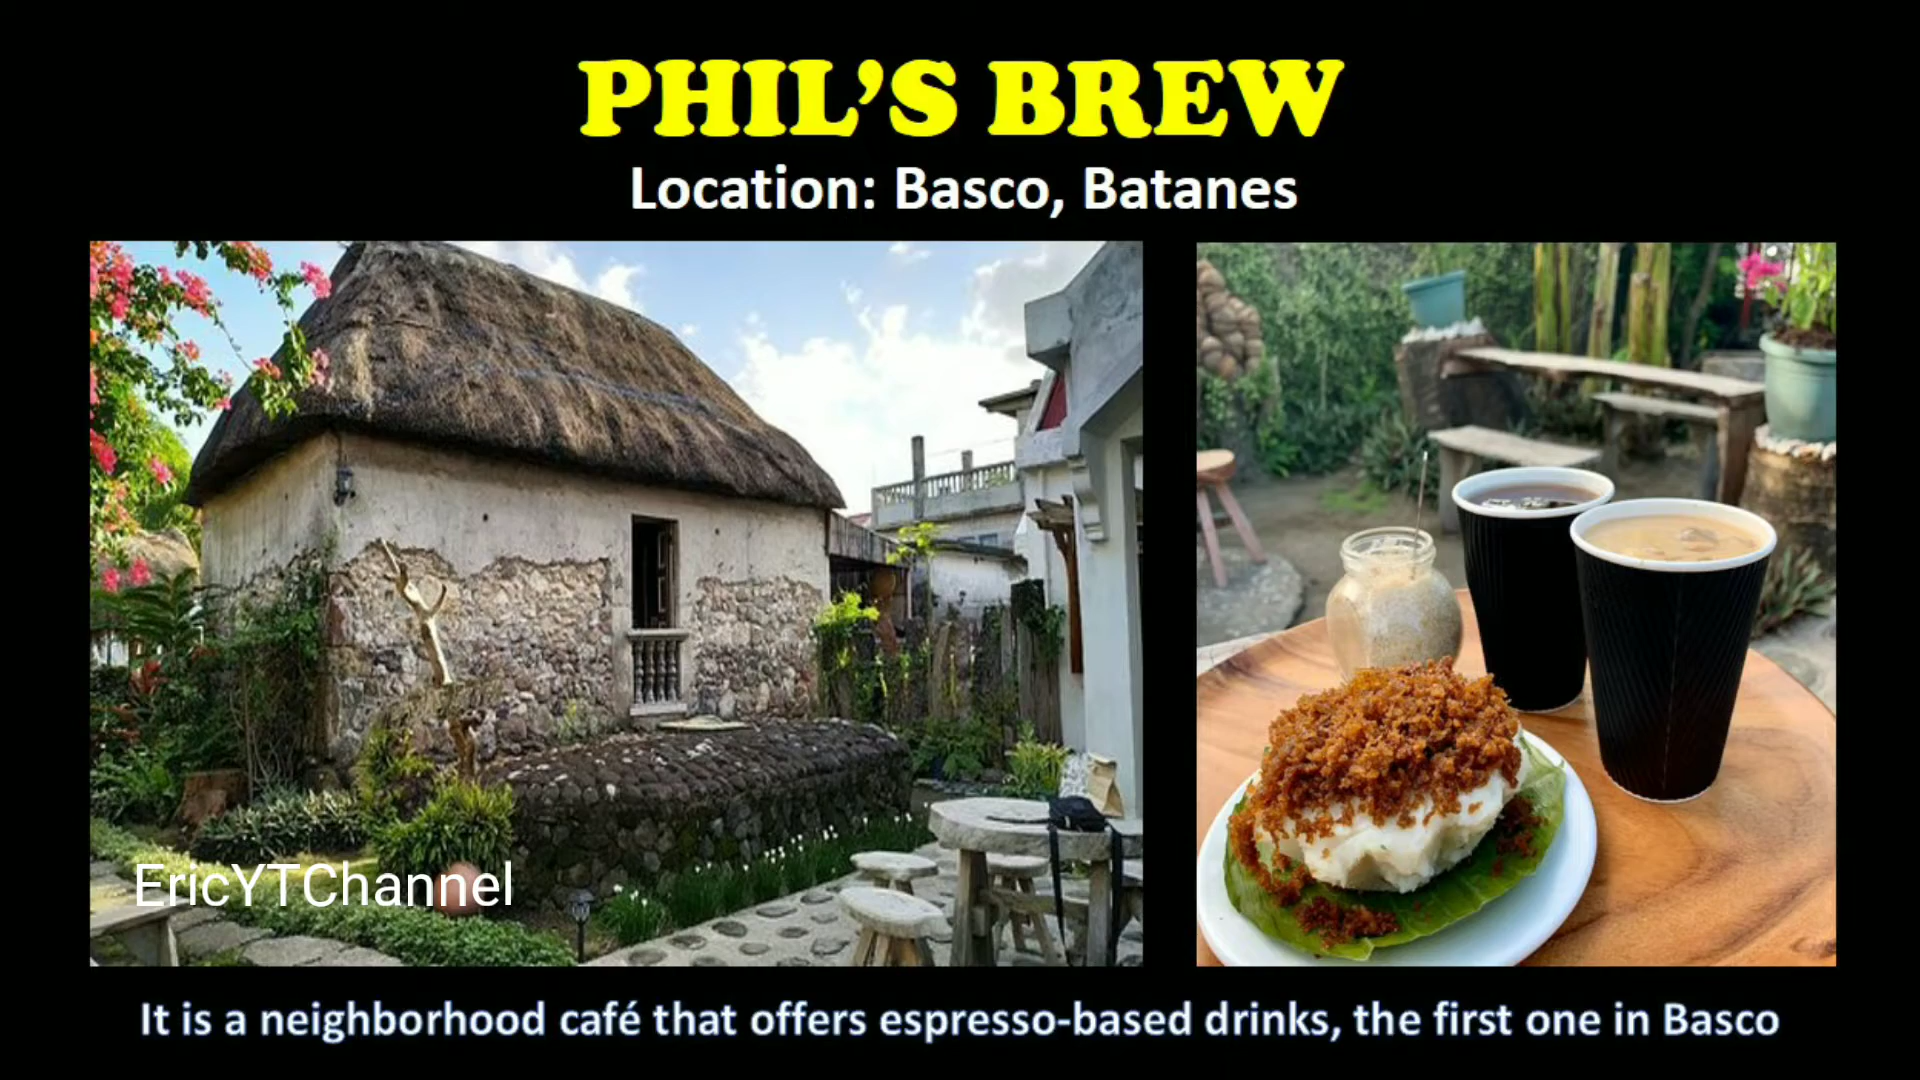 PHIL'S BREW
Location: Basco, Batanes
EricYTChannel
It is a neighborhood café that offers espresso-based drinks, the first one in Basco